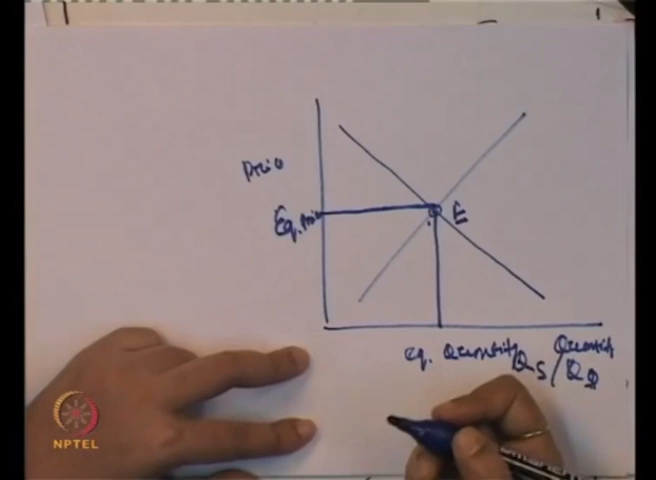 Price
Eq. Price
E
eq. Quantity
Quantity
QS/QD
NPTEL